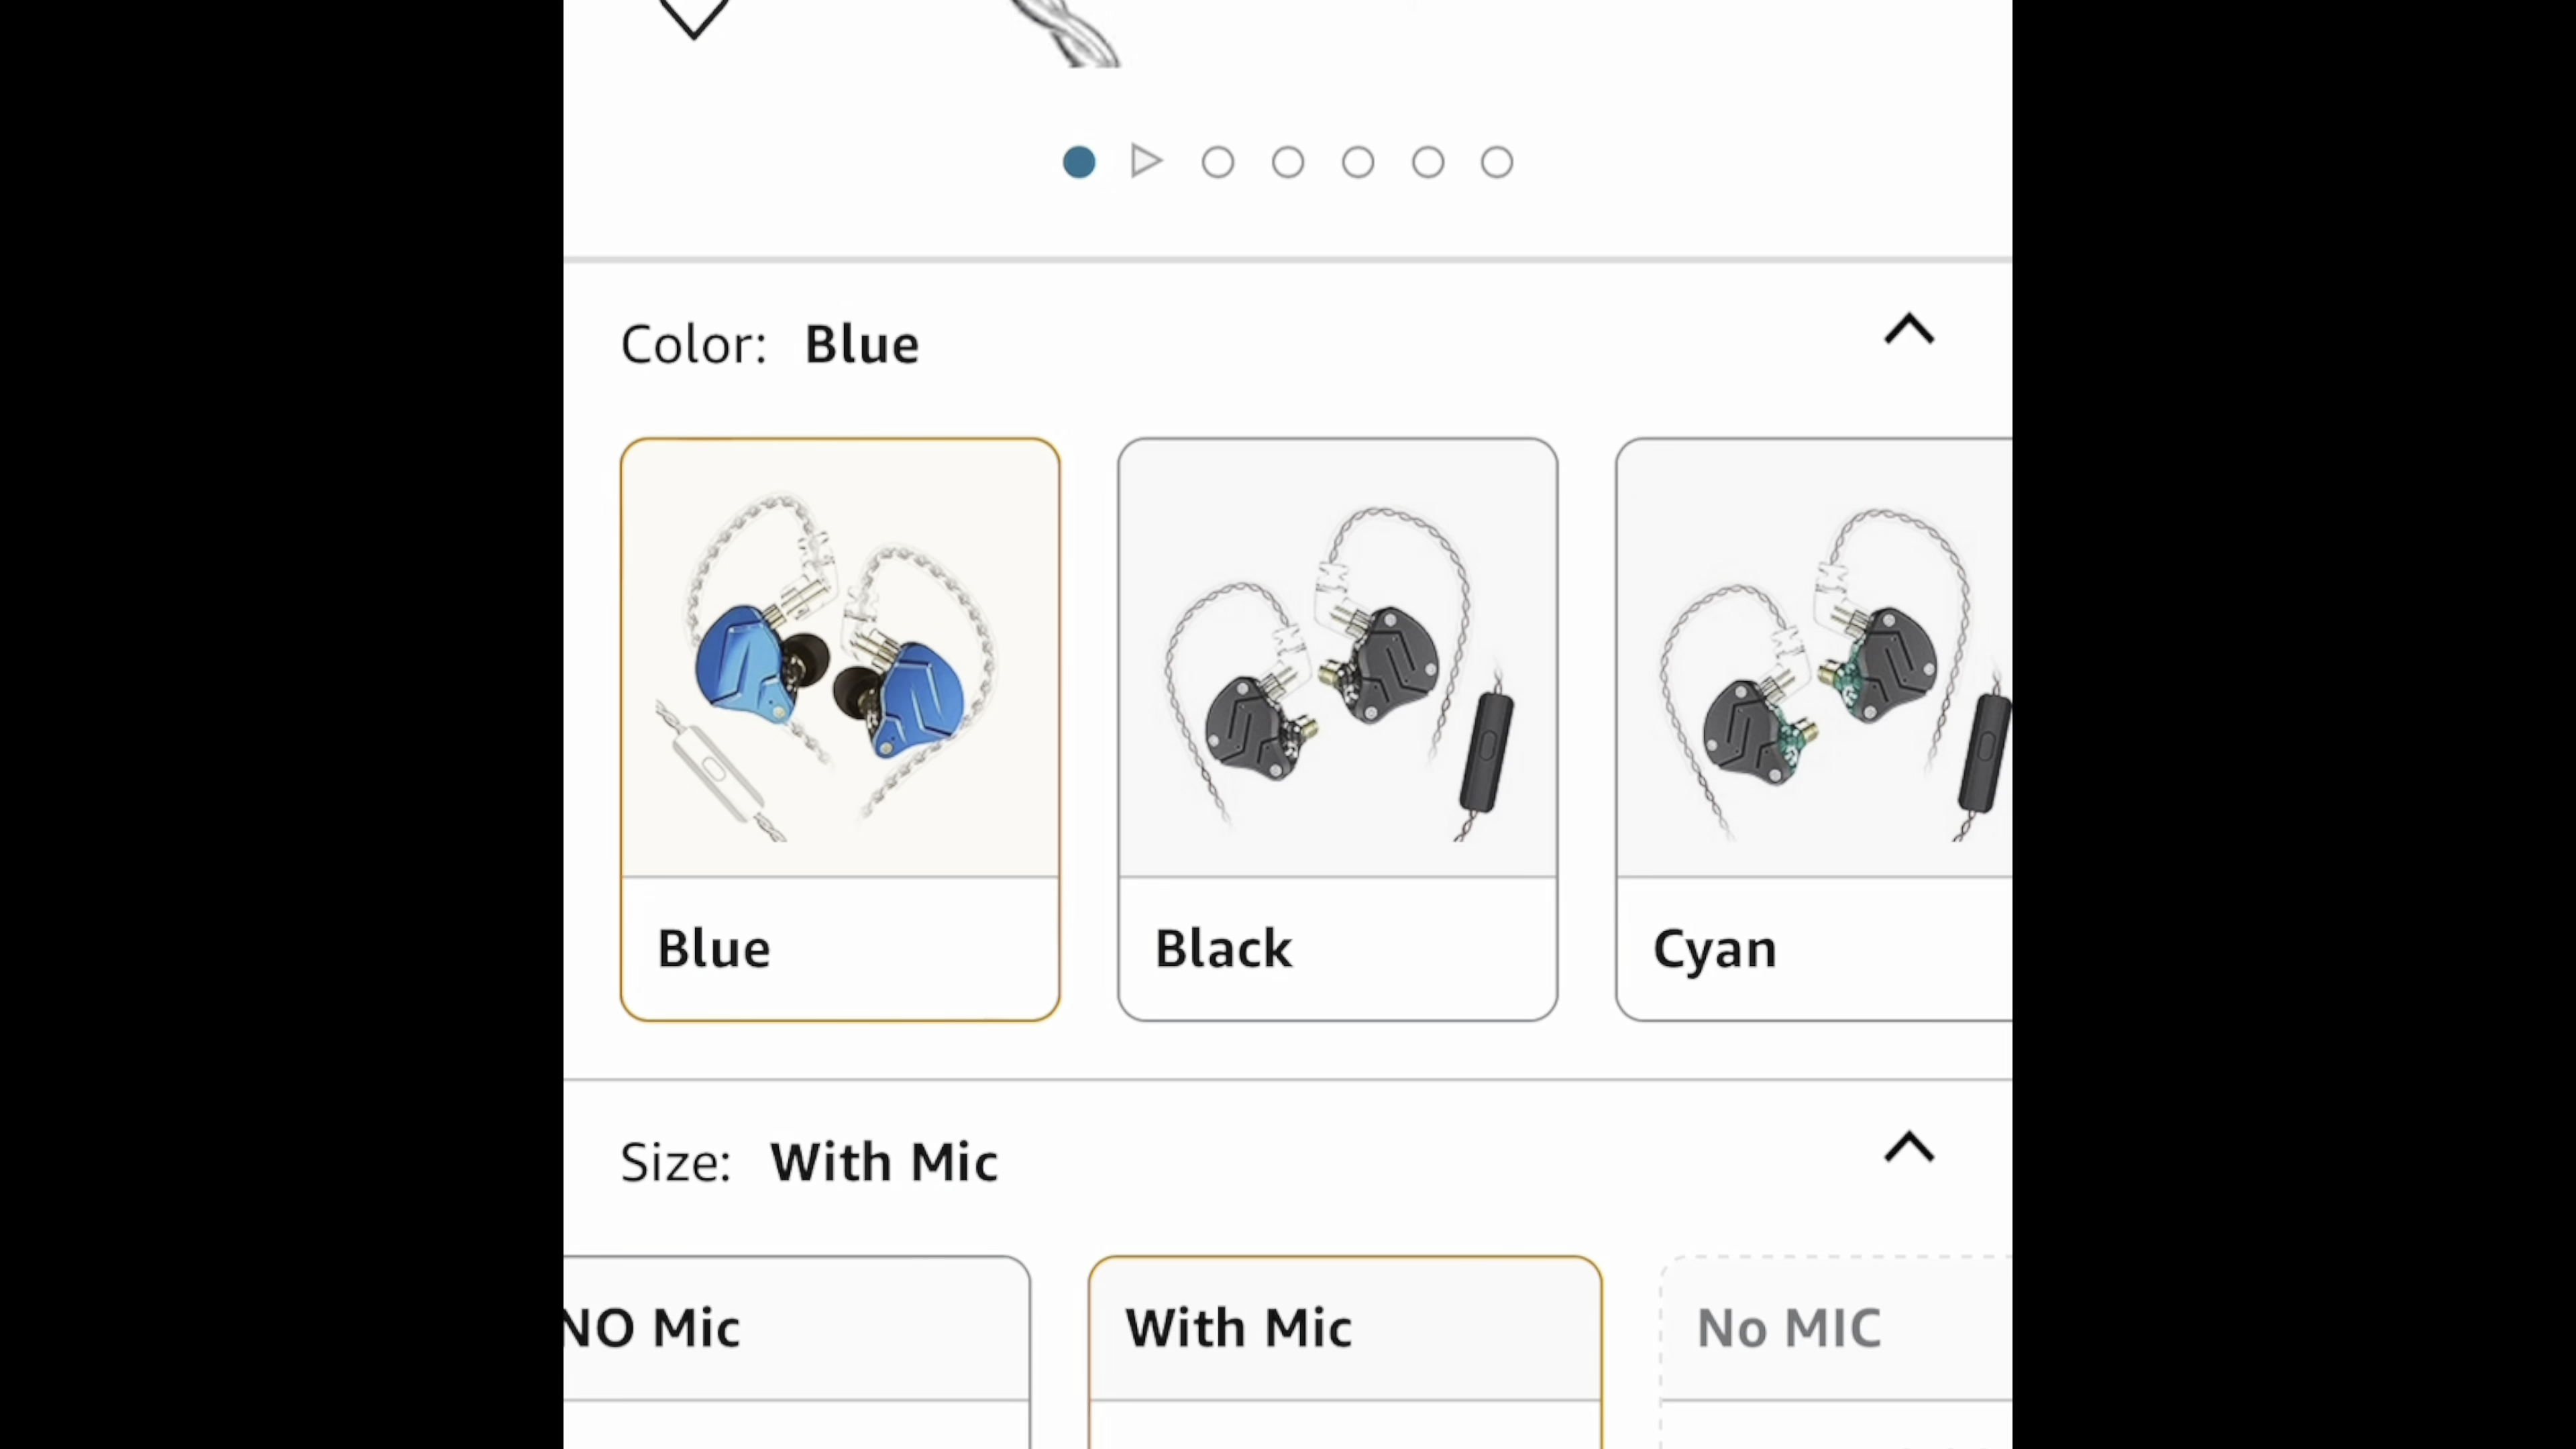 Color: Blue
Blue
Black
Cyan
Size: With Mic
NO Mic
With Mic
No MIC